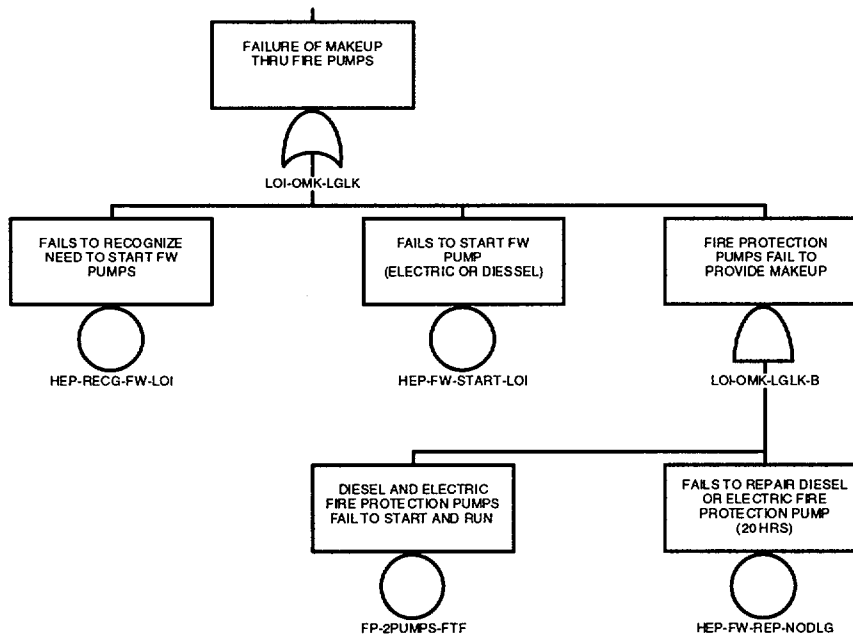 FAILURE OF MAKEUP
THRU FIRE PUMPS
LOI-OMK-LGLK
FAILS TO RECOGNIZE
NEED TO START FW
PUMPS
HEP-RECG-FW-LOI
FAILS TO START FW
PUMP
(ELECTRIC OR DIESSEL)
HEP-FW-START-LOI
FIRE PROTECTION
PUMPS FAIL TO
PROVIDE MAKEUP
LOI-OMK-LGLK-B
DIESEL AND ELECTRIC
FIRE PROTECTION PUMPS
FAIL TO START AND RUN
FP-2PUMPS-FTF
FAILS TO REPAIR DIESEL
OR ELECTRIC FIRE
PROTECTION PUMP
(20 HRS)
HEP-FW-REP-NODLG